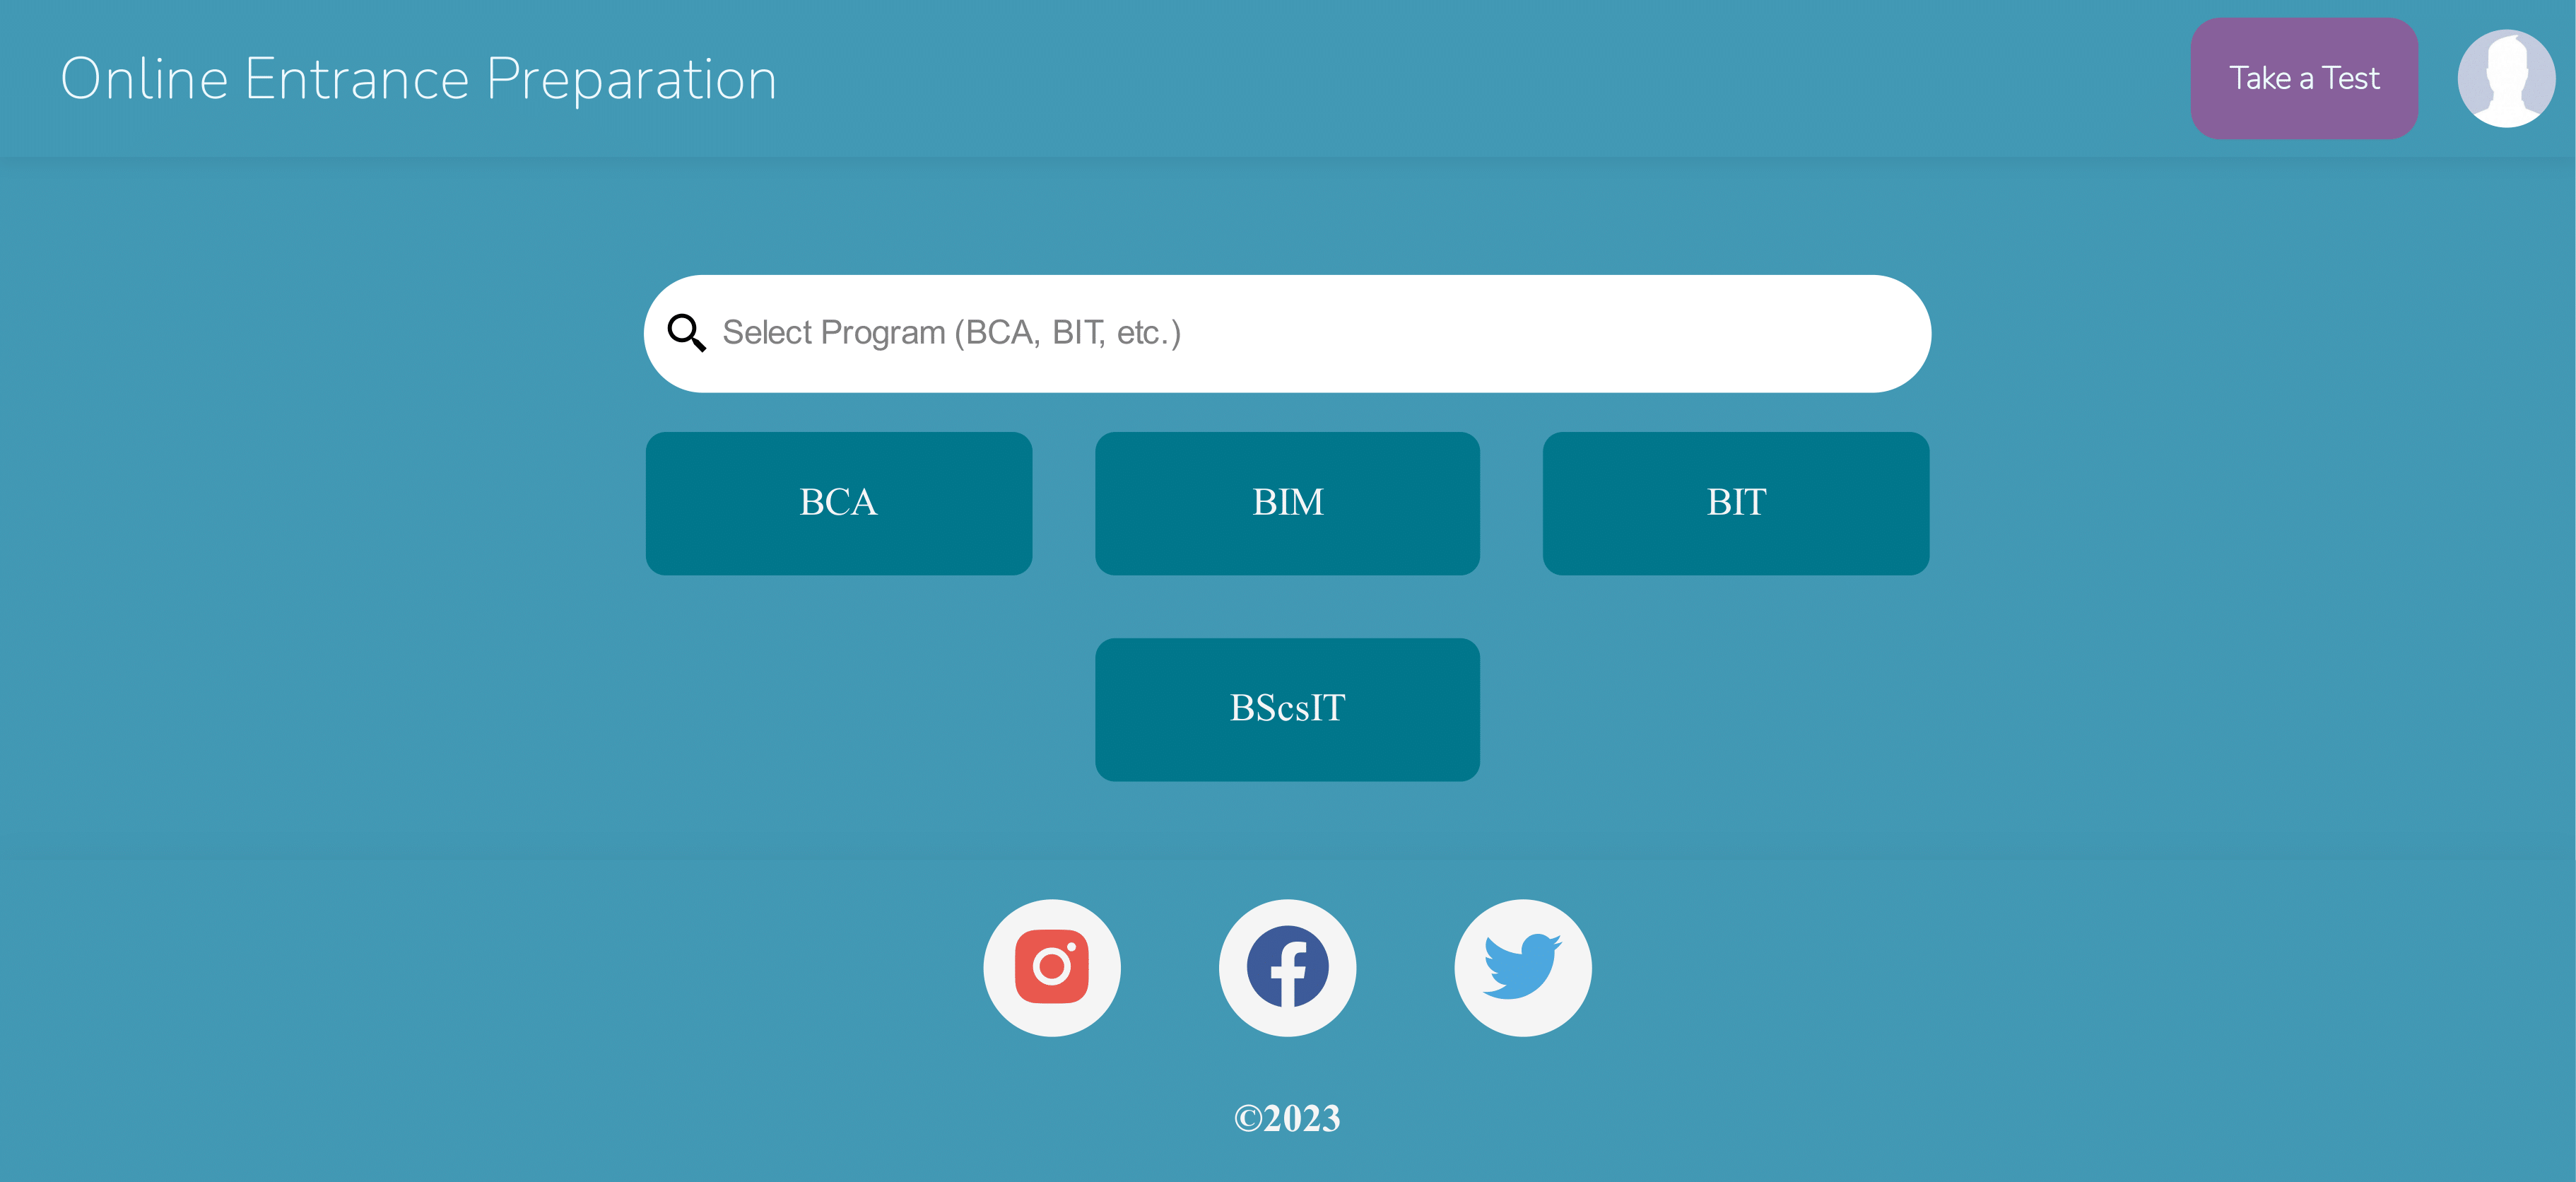 Online Entrance Preparation
Take a Test
Select Program (BCA, BIT, etc.)
BCA
BIM
BIT
BScsIT
©2023